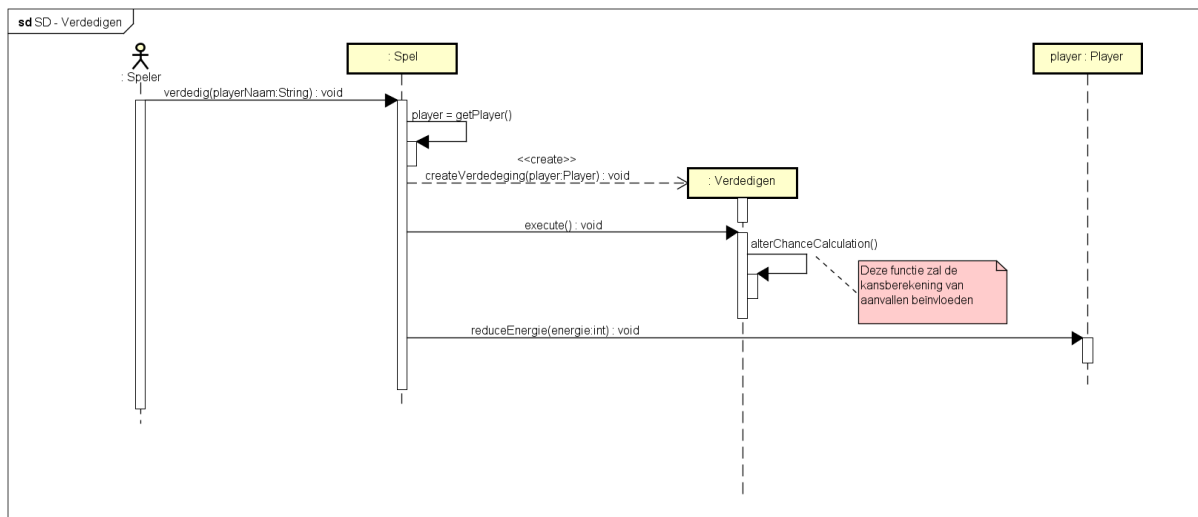 sd SD - Verdedigen
: Speler
: Spel
player : Player
verdedig(playerNaam:String) : void
player = getPlayer()
<<create>>
createVerdedeging(player:Player) : void
: Verdedigen
execute() : void
alterChanceCalculation()
Deze functie zal de
kansberekening van
aanvallen beïnvloeden
reduceEnergie(energie:int) : void